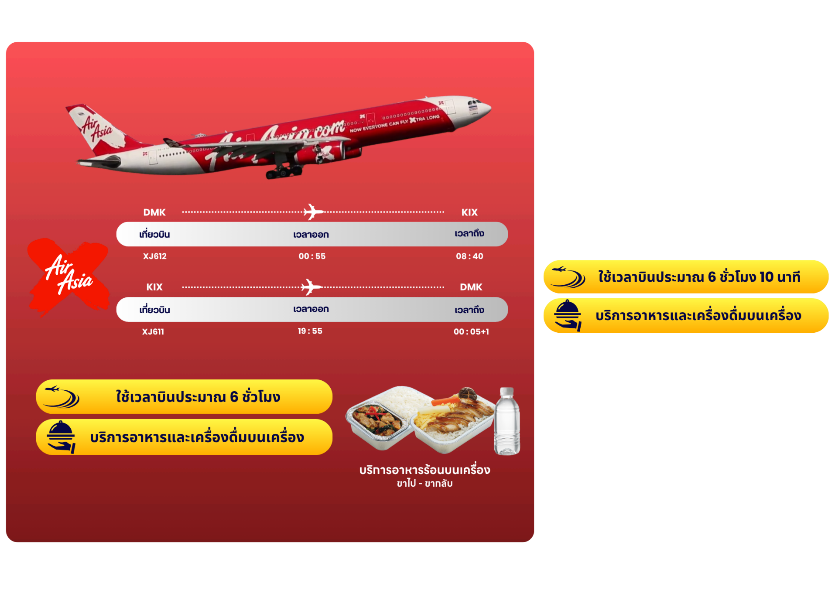 Air
Asia
AirAsia.com
NOW EVERYONE CAN FLY XTRA LONG
DMK
KIX
เที่ยวบิน
เวลาออก
เวลาถึง
XJ612
00 : 55
08 : 40
Air
Asia
KIX
DMK
เที่ยวบิน
เวลาออก
เวลาถึง
XJ611
19 : 55
00 : 05+1
ใช้เวลาบินประมาณ 6 ชั่วโมง
บริการอาหารและเครื่องดื่มบนเครื่อง
บริการอาหารร้อนบนเครื่อง
ขาไป - ขากลับ
ใช้เวลาบินประมาณ 6 ชั่วโมง 10 นาที
บริการอาหารและเครื่องดื่มบนเครื่อง